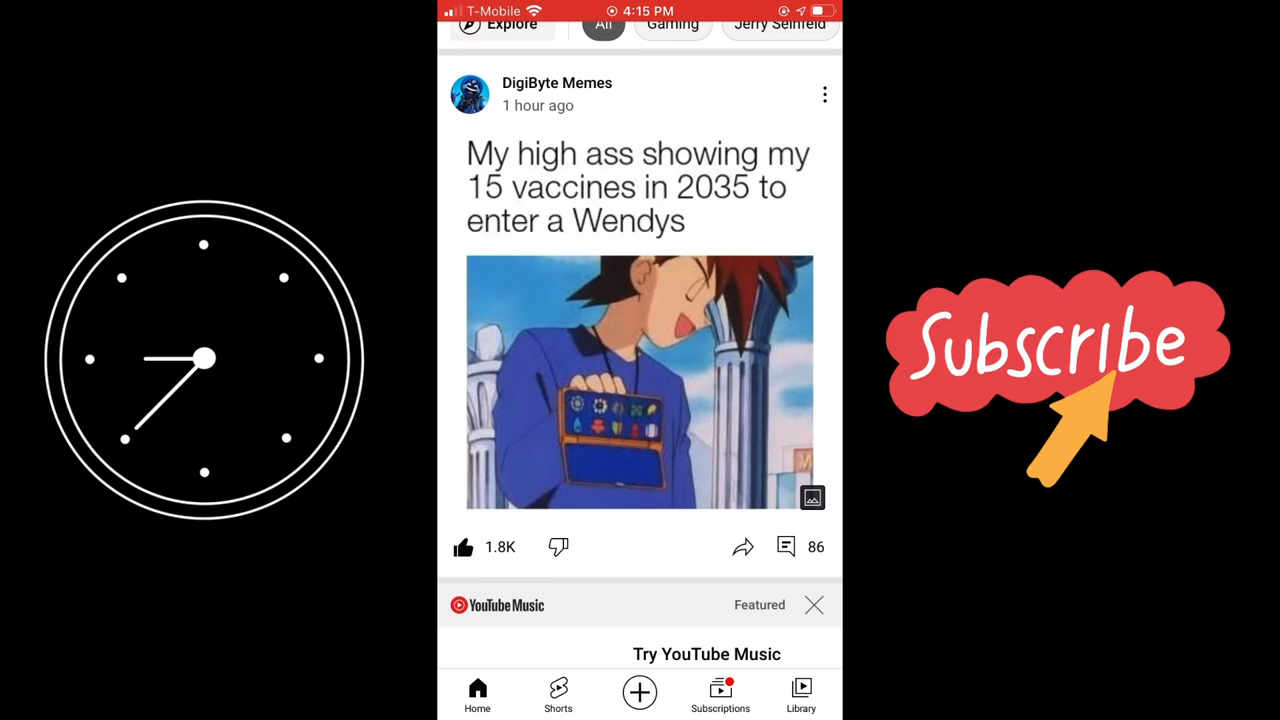 T-Mobile 4:15 PM
Explore All Gaming Jerry Seinfeld
DigiByte Memes
1 hour ago
My high ass showing my
15 vaccines in 2035 to
enter a Wendys
M
1.8K 86
YouTube Music Featured
Try YouTube Music
Home Shorts Subscriptions Library
Subscribe